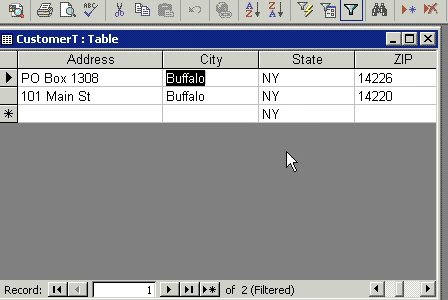 CustomerT : Table
Address City State ZIP
PO Box 1308 Buffalo NY 14226
101 Main St Buffalo NY 14220
NY
Record: 1 of 2 (Filtered)